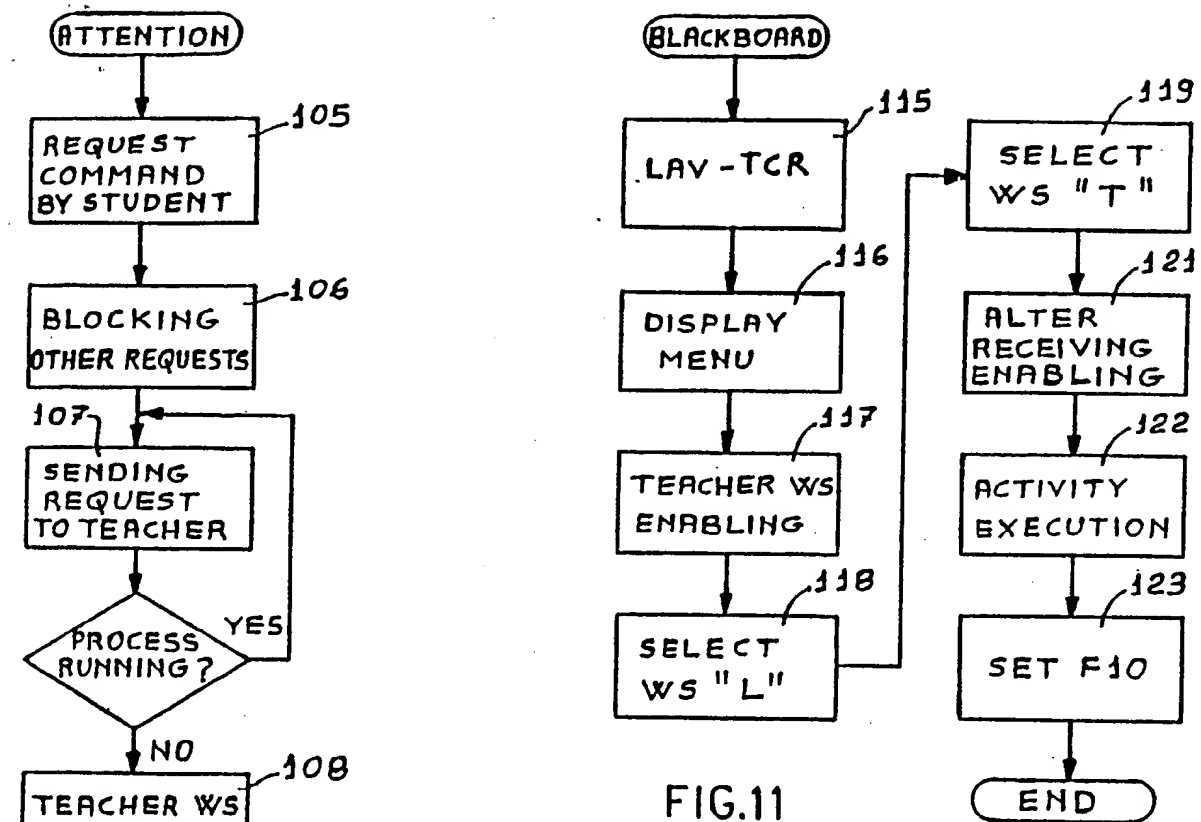 ATTENTION
105
REQUEST
COMMAND
BY STUDENT
106
BLOCKING
OTHER REQUESTS
107
SENDING
REQUEST
TO TEACHER
PROCESS
RUNNING?
YES
NO
108
TEACHER WS
BLACKBOARD
115
LAV-TCR
116
DISPLAY
MENU
117
TEACHER WS
ENABLING
118
SELECT
WS "L"
119
SELECT
WS "T"
121
ALTER
RECEIVING
ENABLING
122
ACTIVITY
EXECUTION
123
SET F10
END
FIG.11